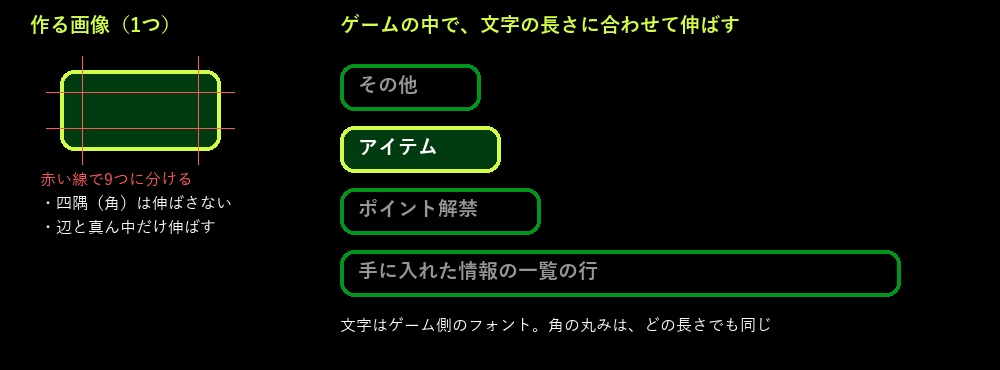 作る画像（1つ）
赤い線で9つに分ける
・四隅（角）は伸ばさない
・辺と真ん中だけ伸ばす
ゲームの中で、文字の長さに合わせて伸ばす
その他
アイテム
ポイント解禁
手に入れた情報の一覧の行
文字はゲーム側のフォント。角の丸みは、どの長さでも同じ